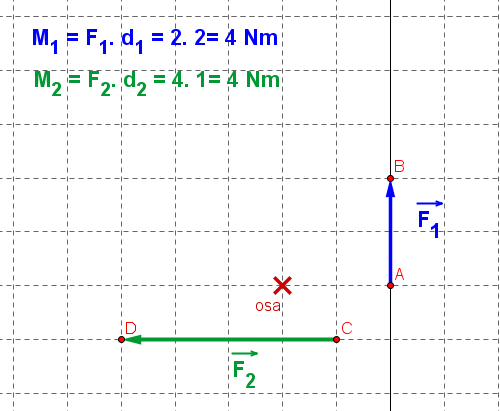 M₁ = F₁. d₁ = 2. 2= 4 Nm
M₂ = F₂. d₂ = 4. 1= 4 Nm
B
F₁
A
osa
D
C
F₂